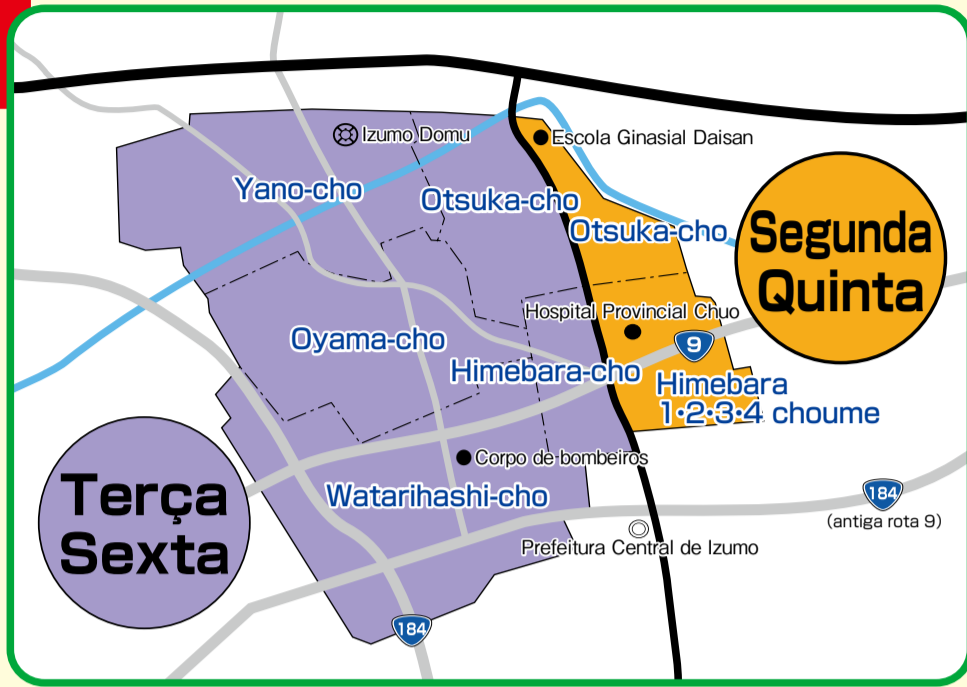 Izumo Domu
Escola Ginasial Daisan
Yano-cho
Otsuka-cho
Otsuka-cho
Segunda
Quinta
Hospital Provincial Chuo
9
Oyama-cho
Himebara-cho
Himebara
1・2・3・4 choume
Terça
Sexta
Corpo de bombeiros
Watarihashi-cho
184
(antiga rota 9)
Prefeitura Central de Izumo
184